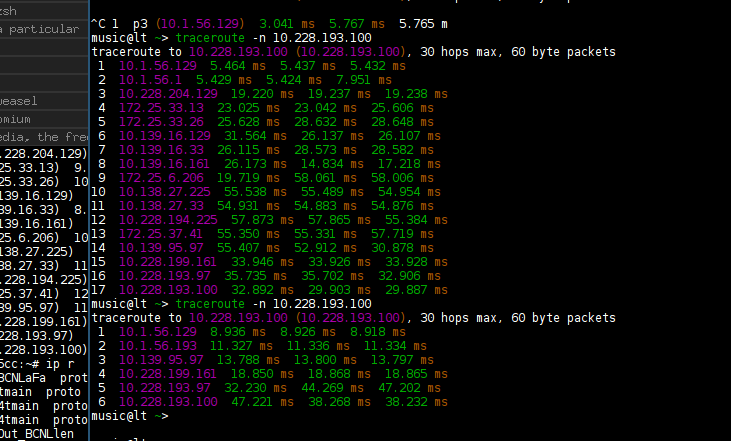 zsh
a particular
weasel
omium
edia, the fre
.228.204.129)
25.33.13)  9.
25.33.26)  10
139.16.129)
39.16.33)  8.
39.16.161)
25.6.206)  10
38.27.225)
38.27.33)  11
.228.194.225)
25.37.41)  12
39.95.97)  11
.228.199.161)
228.193.97)
.228.193.100)
6cc:~# ip r
BCNLaFa  prot
tmain  proto
4tmain  proto
4tmain  proto
Out_BCNLlen
^C 1  p3 (10.1.56.129)  3.041 ms  5.767 ms  5.765 m
music@lt ~> traceroute -n 10.228.193.100
traceroute to 10.228.193.100 (10.228.193.100), 30 hops max, 60 byte packets
 1  10.1.56.129  5.464 ms  5.437 ms  5.432 ms
 2  10.1.56.1  5.429 ms  5.424 ms  7.951 ms
 3  10.228.204.129  19.220 ms  19.237 ms  19.238 ms
 4  172.25.33.13  23.025 ms  23.042 ms  25.606 ms
 5  172.25.33.26  25.628 ms  28.632 ms  28.648 ms
 6  10.139.16.129  31.564 ms  26.137 ms  26.107 ms
 7  10.139.16.33  26.115 ms  28.573 ms  28.582 ms
 8  10.139.16.161  26.173 ms  14.834 ms  17.218 ms
 9  172.25.6.206  19.719 ms  58.061 ms  58.006 ms
10  10.138.27.225  55.538 ms  55.489 ms  54.954 ms
11  10.138.27.33  54.931 ms  54.883 ms  54.876 ms
12  10.228.194.225  57.873 ms  57.865 ms  55.384 ms
13  172.25.37.41  55.350 ms  55.331 ms  57.719 ms
14  10.139.95.97  55.407 ms  52.912 ms  30.878 ms
15  10.228.199.161  33.946 ms  33.926 ms  33.928 ms
16  10.228.193.97  35.735 ms  35.702 ms  32.906 ms
17  10.228.193.100  32.892 ms  29.903 ms  29.887 ms
music@lt ~> traceroute -n 10.228.193.100
traceroute to 10.228.193.100 (10.228.193.100), 30 hops max, 60 byte packets
 1  10.1.56.129  8.936 ms  8.926 ms  8.918 ms
 2  10.1.56.193  11.327 ms  11.336 ms  11.334 ms
 3  10.139.95.97  13.788 ms  13.800 ms  13.797 ms
 4  10.228.199.161  18.850 ms  18.868 ms  18.865 ms
 5  10.228.193.97  32.230 ms  44.269 ms  47.202 ms
 6  10.228.193.100  47.221 ms  38.268 ms  38.232 ms
music@lt ~>